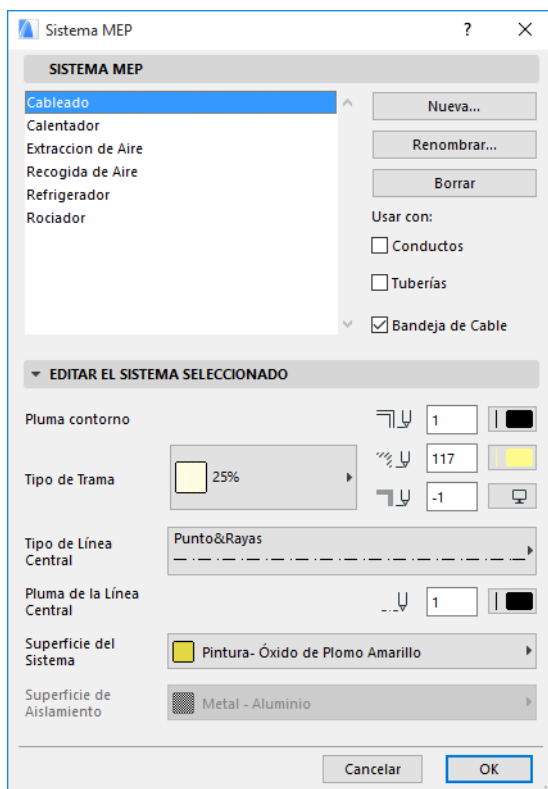 Sistema MEP
?
SISTEMA MEP
Cableado
Calentador
Extraccion de Aire
Recogida de Aire
Refrigerador
Rociador
Nueva...
Renombrar...
Borrar
Usar con:
Conductos
Tuberías
Bandeja de Cable
EDITAR EL SISTEMA SELECCIONADO
Pluma contorno
1
Tipo de Trama
25%
117
-1
Tipo de Línea
Central
Punto&Rayas
Pluma de la Línea
Central
1
Superficie del
Sistema
Pintura- Óxido de Plomo Amarillo
Superficie de
Aislamiento
Metal - Aluminio
Cancelar
OK